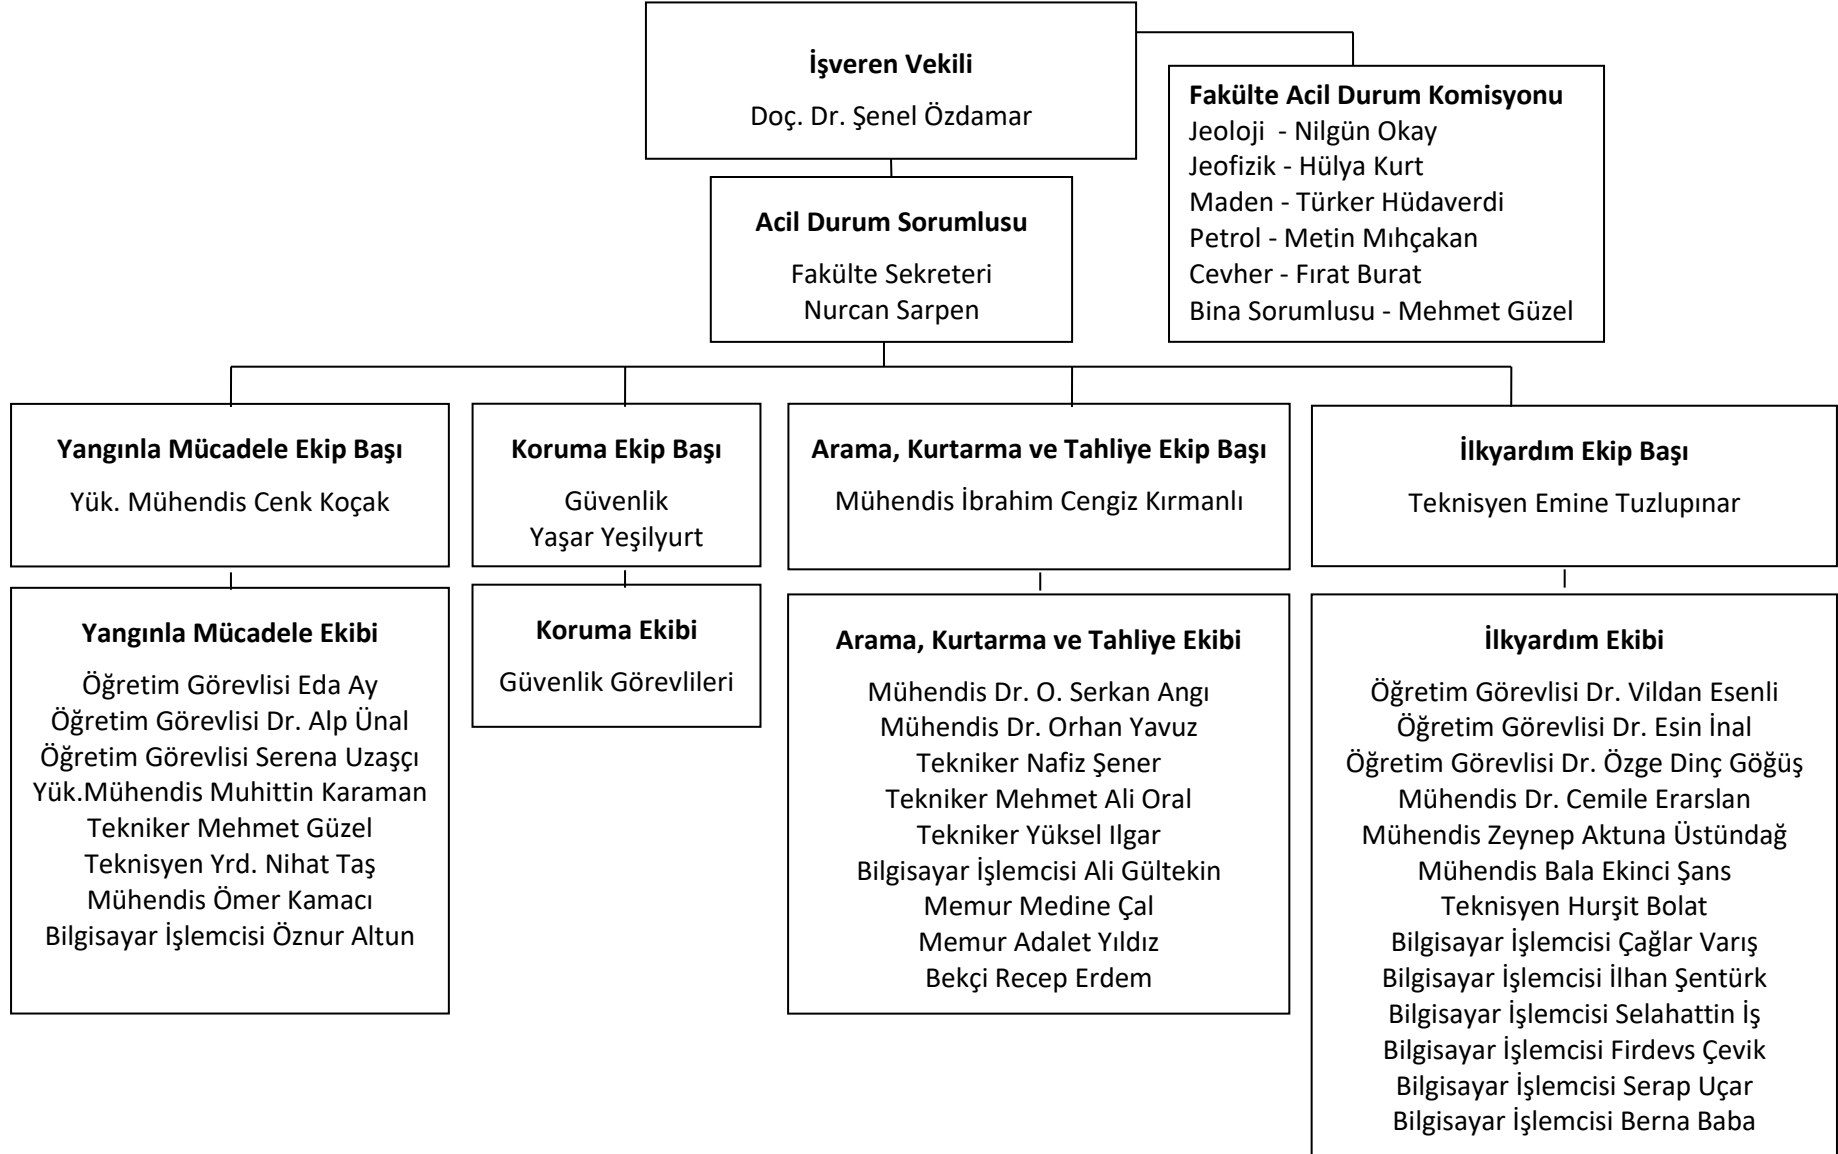 İşveren Vekili
Doç. Dr. Şenel Özdamar
Fakülte Acil Durum Komisyonu
Jeoloji - Nilgün Okay
Jeofizik - Hülya Kurt
Maden - Türker Hüdaverdi
Petrol - Metin Mıhçakan
Cevher - Fırat Burat
Bina Sorumlusu - Mehmet Güzel
Acil Durum Sorumlusu
Fakülte Sekreteri
Nurcan Sarpen
Yangınla Mücadele Ekip Başı
Yük. Mühendis Cenk Koçak
Koruma Ekip Başı
Güvenlik
Yaşar Yeşilyurt
Arama, Kurtarma ve Tahliye Ekip Başı
Mühendis İbrahim Cengiz Kırmanlı
İlkyardım Ekip Başı
Teknisyen Emine Tuzlupınar
Yangınla Mücadele Ekibi
Öğretim Görevlisi Eda Ay
Öğretim Görevlisi Dr. Alp Ünal
Öğretim Görevlisi Serena Uzaşçı
Yük.Mühendis Muhittin Karaman
Tekniker Mehmet Güzel
Teknisyen Yrd. Nihat Taş
Mühendis Ömer Kamacı
Bilgisayar İşlemcisi Öznur Altun
Koruma Ekibi
Güvenlik Görevlileri
Arama, Kurtarma ve Tahliye Ekibi
Mühendis Dr. O. Serkan Angı
Mühendis Dr. Orhan Yavuz
Tekniker Nafiz Şener
Tekniker Mehmet Ali Oral
Tekniker Yüksel Ilgar
Bilgisayar İşlemcisi Ali Gültekin
Memur Medine Çal
Memur Adalet Yıldız
Bekçi Recep Erdem
İlkyardım Ekibi
Öğretim Görevlisi Dr. Vildan Esenli
Öğretim Görevlisi Dr. Esin İnal
Öğretim Görevlisi Dr. Özge Dinç Göğüş
Mühendis Dr. Cemile Erarslan
Mühendis Zeynep Aktuna Üstündağ
Mühendis Bala Ekinci Şans
Teknisyen Hurşit Bolat
Bilgisayar İşlemcisi Çağlar Varış
Bilgisayar İşlemcisi İlhan Şentürk
Bilgisayar İşlemcisi Selahattin İş
Bilgisayar İşlemcisi Firdevs Çevik
Bilgisayar İşlemcisi Serap Uçar
Bilgisayar İşlemcisi Berna Baba